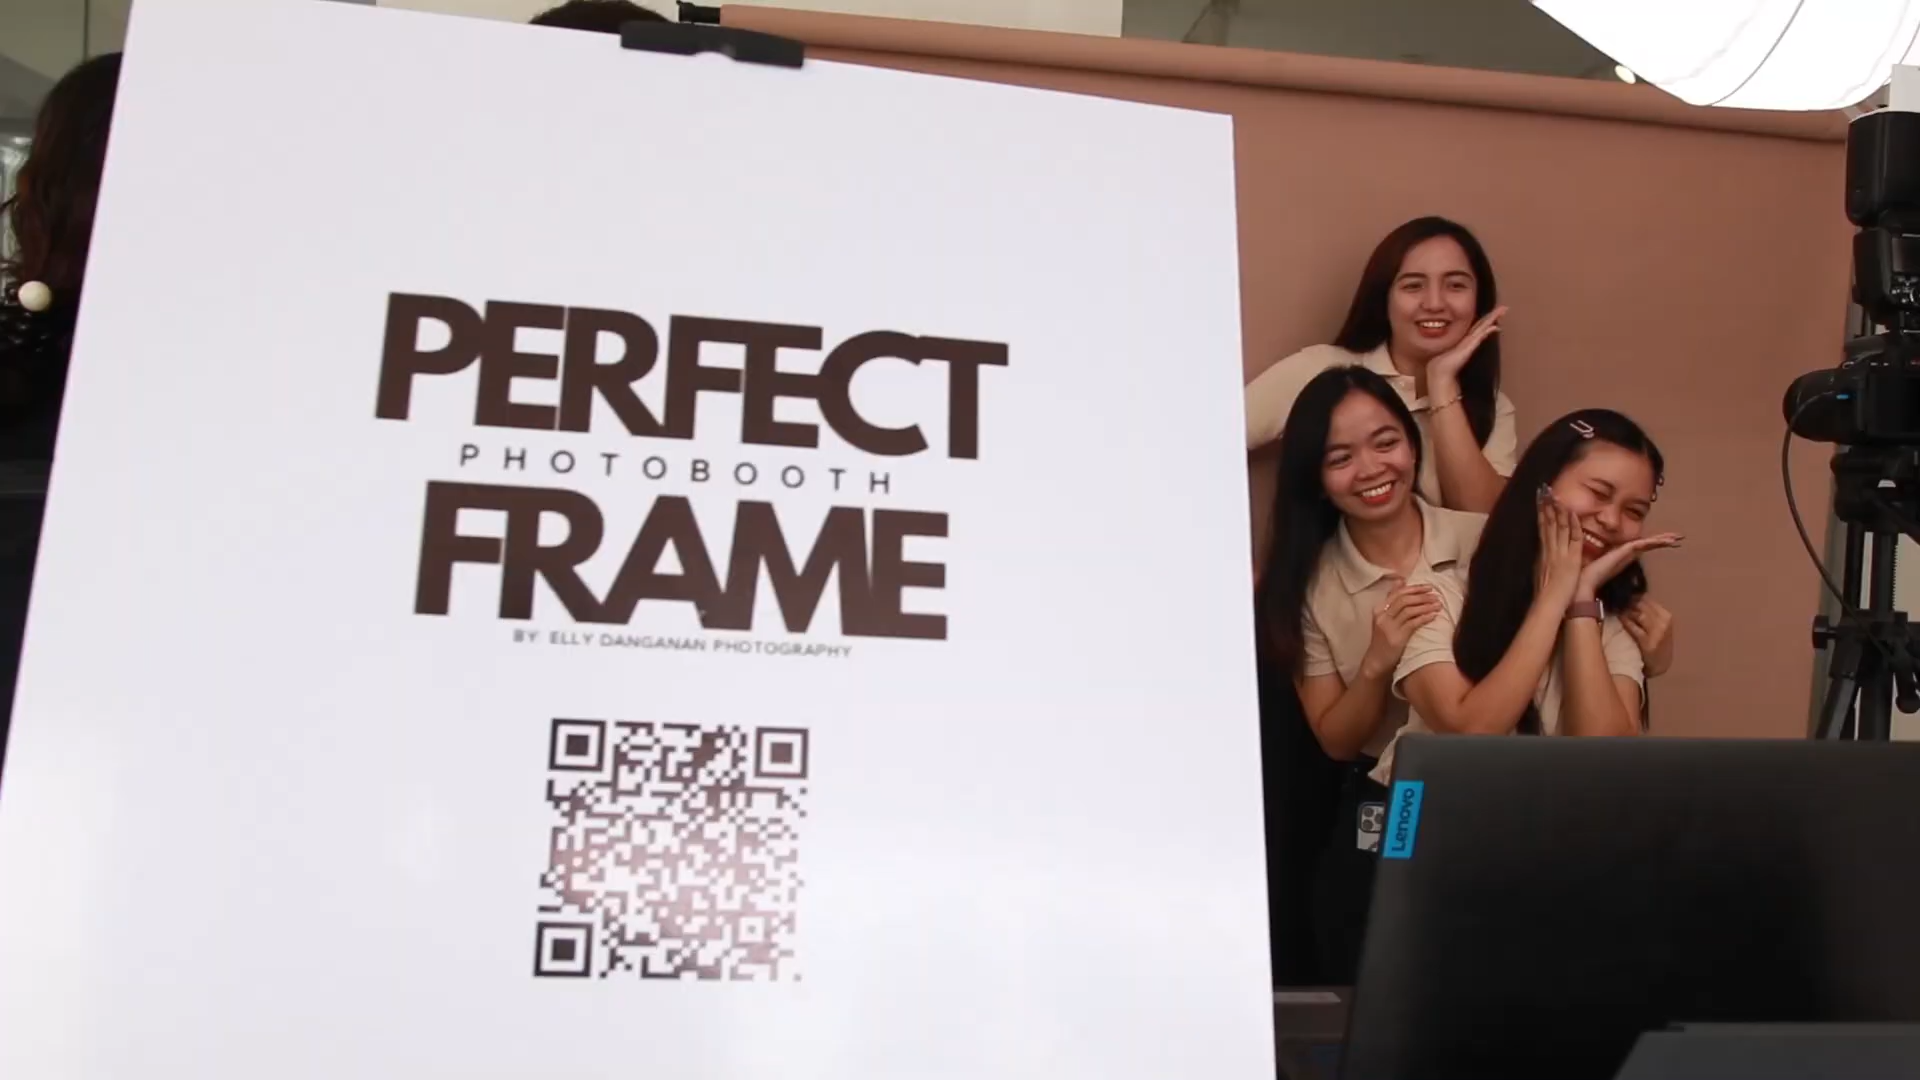 PERFECT
PHOTOBOOTH
FRAME
BY: ELLY DANGANAN PHOTOGRAPHY
Lenovo